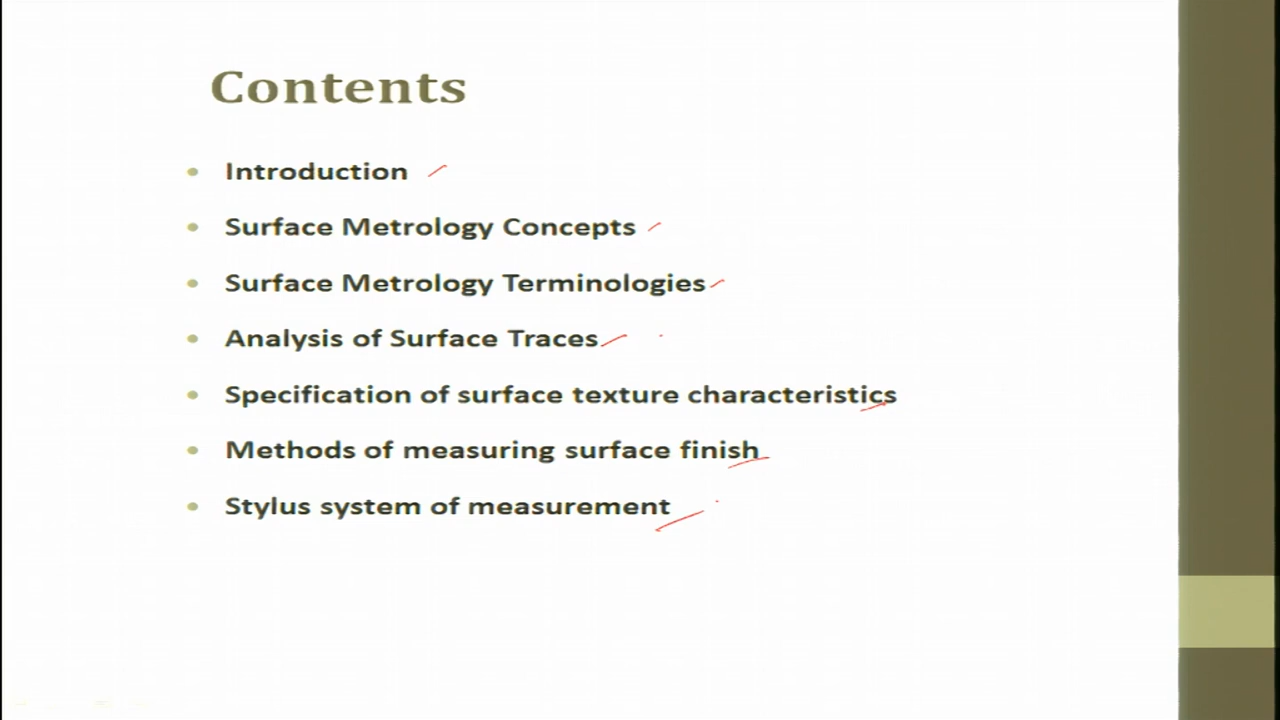 Contents
• Introduction
• Surface Metrology Concepts
• Surface Metrology Terminologies
• Analysis of Surface Traces
• Specification of surface texture characteristics
• Methods of measuring surface finish
• Stylus system of measurement